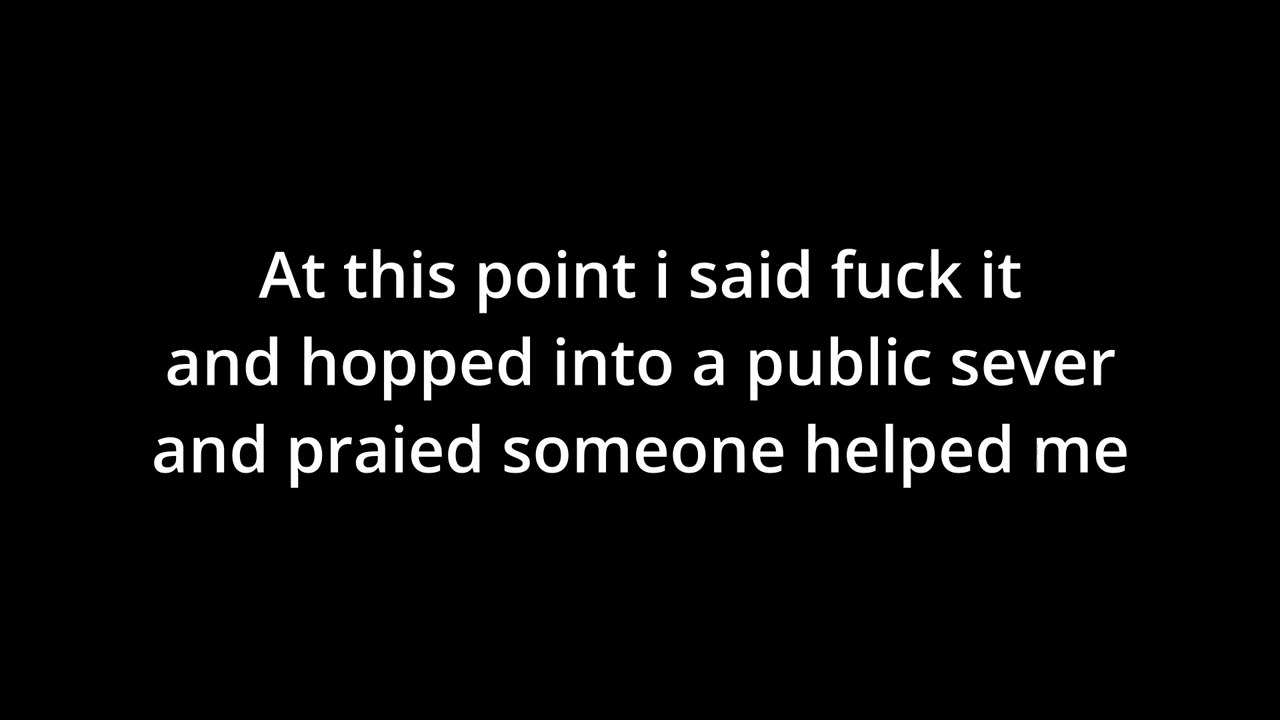 At this point i said fuck it
and hopped into a public sever
and praied someone helped me